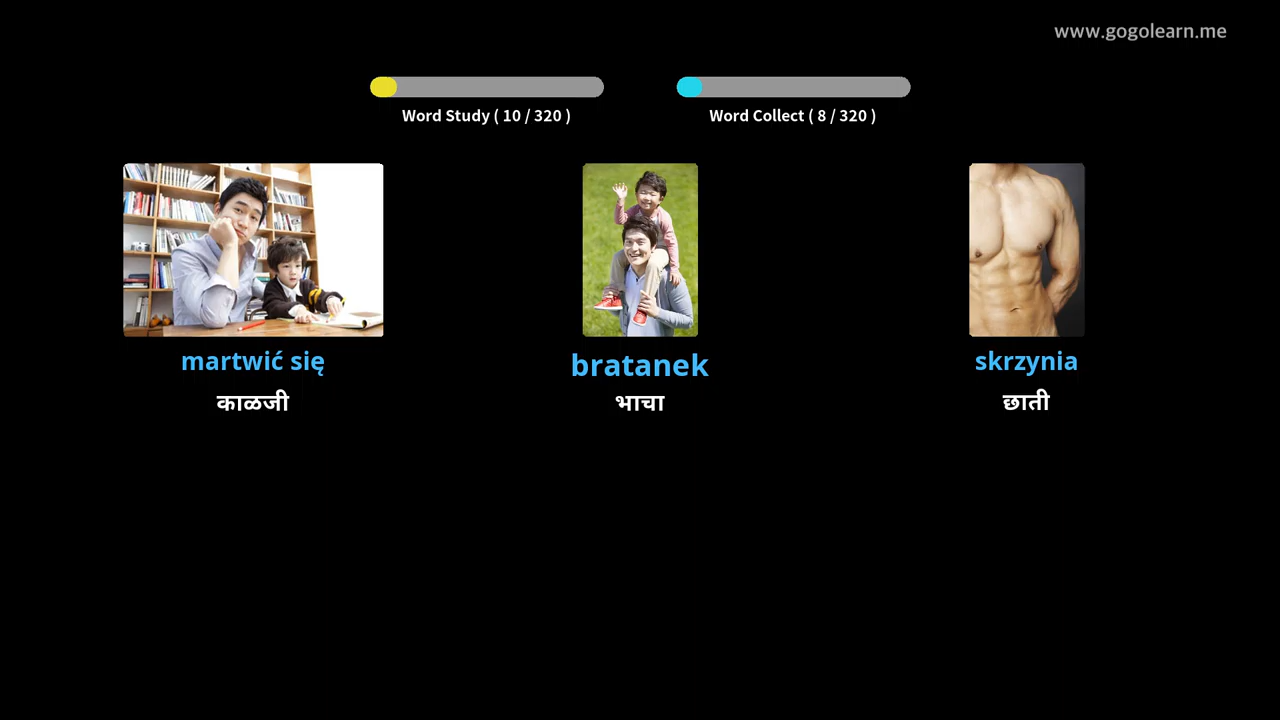 www.gogolearn.me
Word Study ( 10 / 320 )
Word Collect ( 8 / 320 )
martwić się
bratanek
skrzynia
काळजी
भाचा
छाती